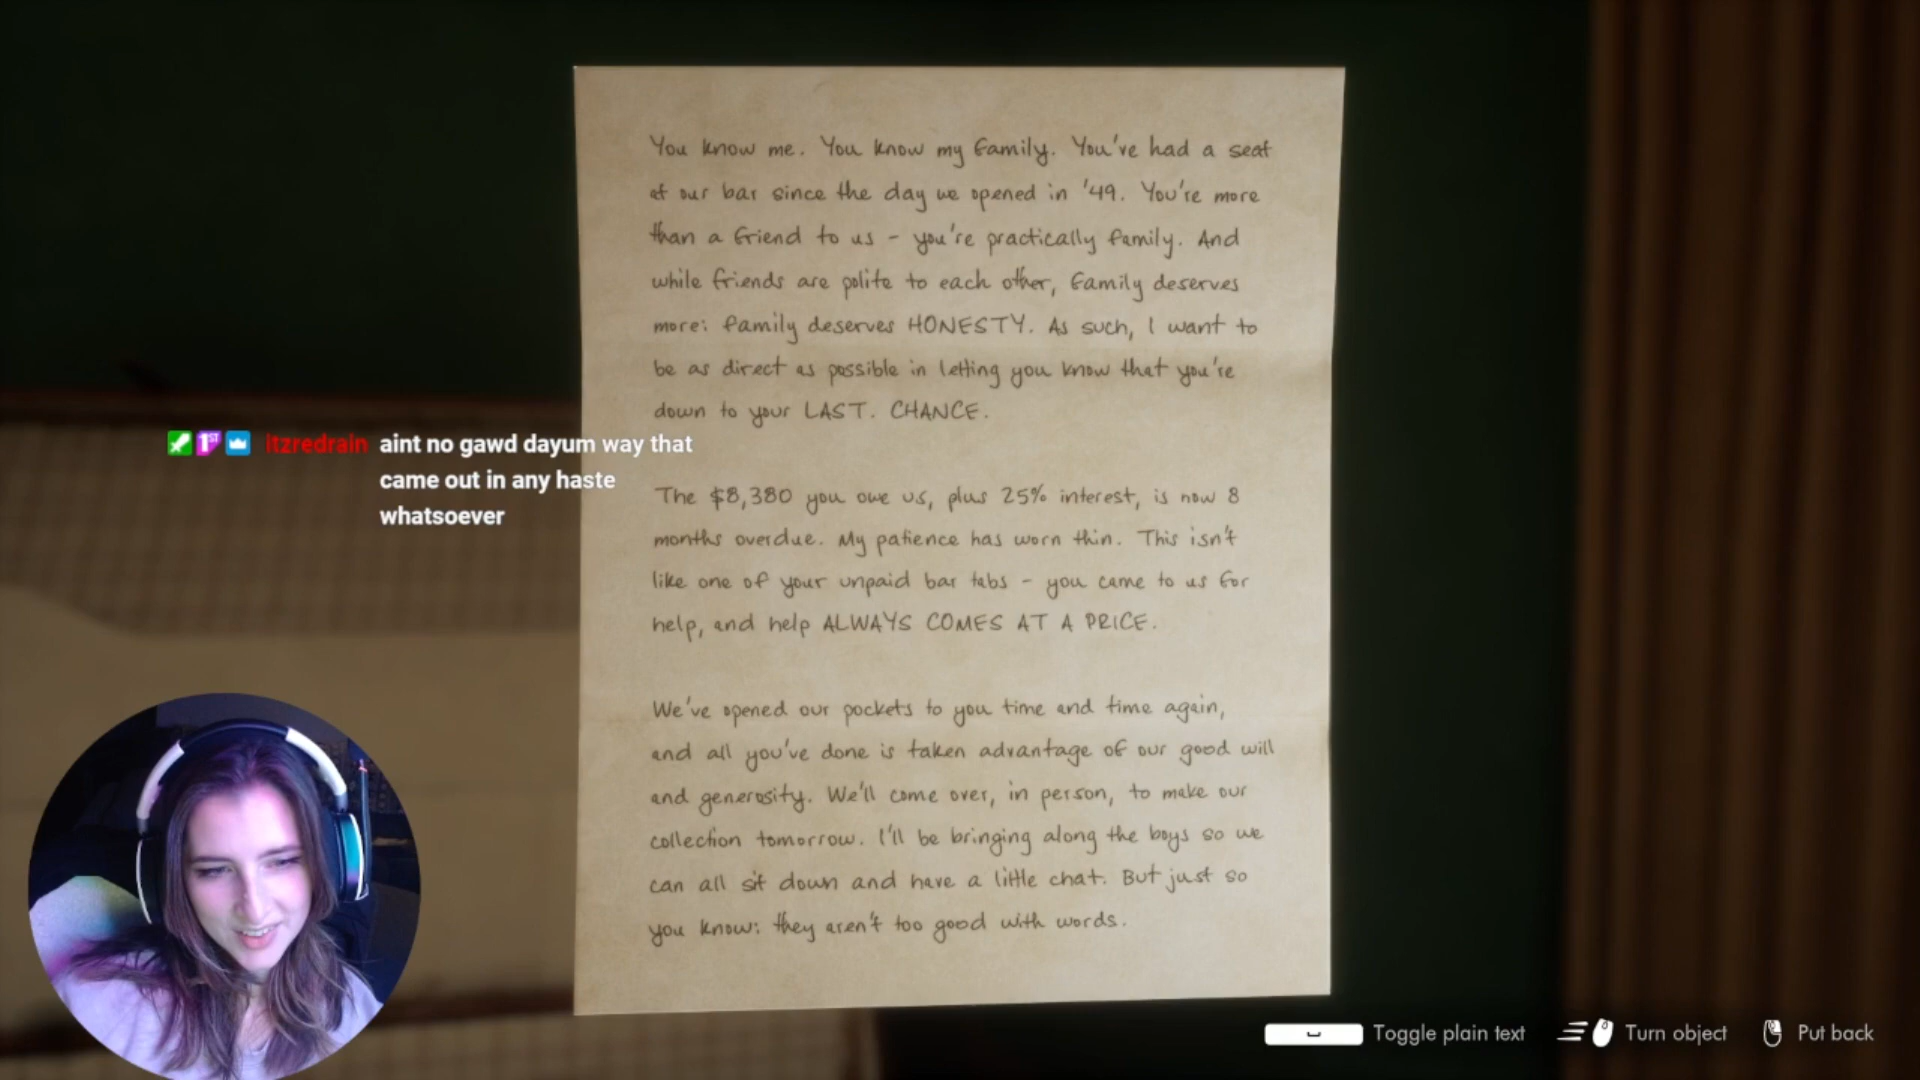 You know me. You know my family. You've had a seat
at our bar since the day we opened in '49. You're more
than a friend to us - you're practically family. And
while friends are polite to each other, family deserves
more: family deserves HONESTY. As such, I want to
be as direct as possible in letting you know that you're
down to your LAST. CHANCE.
The $8,380 you owe us, plus 25% interest, is now 8
months overdue. My patience has worn thin. This isn't
like one of your unpaid bar tabs - you came to us for
help, and help ALWAYS COMES AT A PRICE.
We've opened our pockets to you time and time again,
and all you've done is taken advantage of our good will
and generosity. We'll come over, in person, to make our
collection tomorrow. I'll be bringing along the boys so we
can all sit down and have a little chat. But just so
you know: they aren't too good with words.
1ST itzredrain aint no gawd dayum way that
came out in any haste
whatsoever
Toggle plain text Turn object Put back